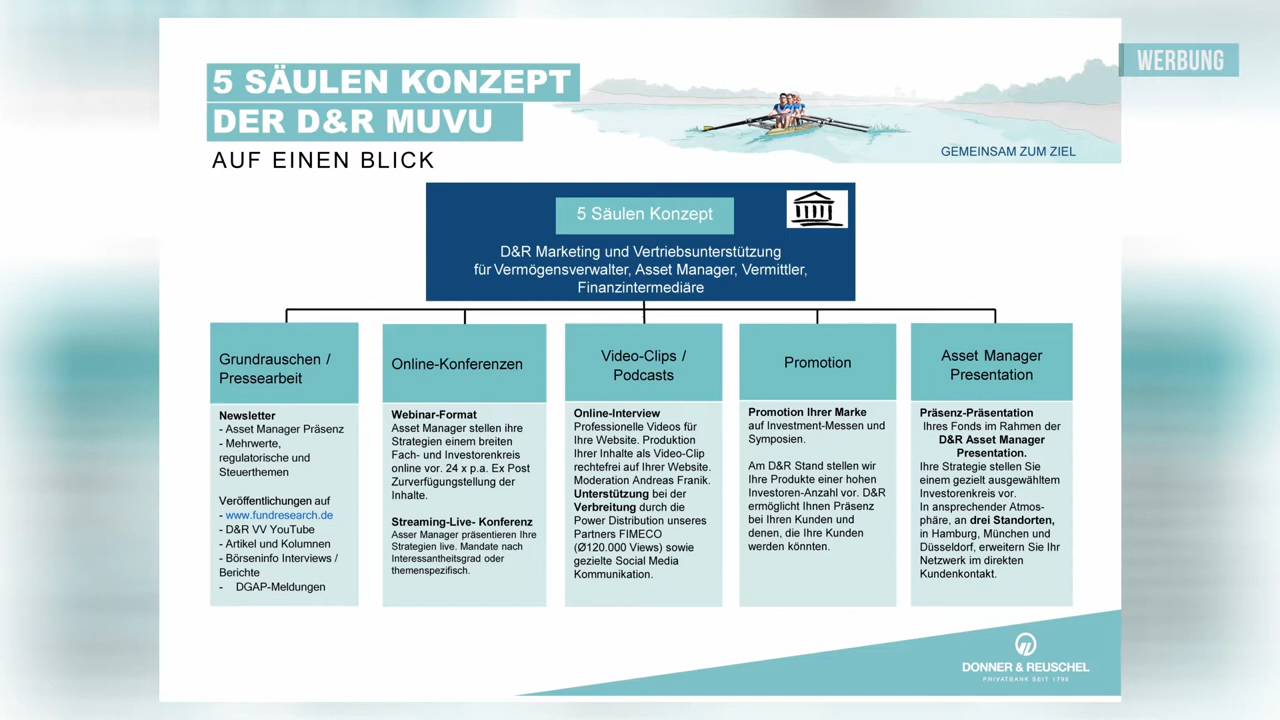 WERBUNG
5 SÄULEN KONZEPT
DER D&R MUVU
AUF EINEN BLICK
GEMEINSAM ZUM ZIEL
5 Säulen Konzept
D&R Marketing und Vertriebsunterstützung
für Vermögensverwalter, Asset Manager, Vermittler,
Finanzintermediäre
Grundrauschen /
Pressearbeit
Newsletter
- Asset Manager Präsenz
- Mehrwerte,
regulatorische und
Steuerthemen
Veröffentlichungen auf
- www.fundresearch.de
- D&R VV YouTube
- Artikel und Kolumnen
- Börseninfo Interviews /
Berichte
- DGAP-Meldungen
Online-Konferenzen
Webinar-Format
Asset Manager stellen ihre
Strategien einem breiten
Fach- und Investorenkreis
online vor. 24 x p.a. Ex Post
Zurverfügungstellung der
Inhalte.
Streaming-Live- Konferenz
Asser Manager präsentieren Ihre
Strategien live. Mandate nach
Interessantheitsgrad oder
themenspezifisch.
Video-Clips /
Podcasts
Online-Interview
Professionelle Videos für
Ihre Website. Produktion
Ihrer Inhalte als Video-Clip
rechtefrei auf Ihrer Website.
Moderation Andreas Franik.
Unterstützung bei der
Verbreitung durch die
Power Distribution unseres
Partners FIMECO
(Ø120.000 Views) sowie
gezielte Social Media
Kommunikation.
Promotion
Promotion Ihrer Marke
auf Investment-Messen und
Symposien.
Am D&R Stand stellen wir
Ihre Produkte einer hohen
Investoren-Anzahl vor. D&R
ermöglicht Ihnen Präsenz
bei Ihren Kunden und
denen, die Ihre Kunden
werden könnten.
Asset Manager
Presentation
Präsenz-Präsentation
Ihres Fonds im Rahmen der
D&R Asset Manager
Presentation.
Ihre Strategie stellen Sie
einem gezielt ausgewähltem
Investorenkreis vor.
In ansprechender Atmos-
phäre, an drei Standorten,
in Hamburg, München und
Düsseldorf, erweitern Sie Ihr
Netzwerk im direkten
Kundenkontakt.
DONNER & REUSCHEL
PRIVATBANK SEIT 1798